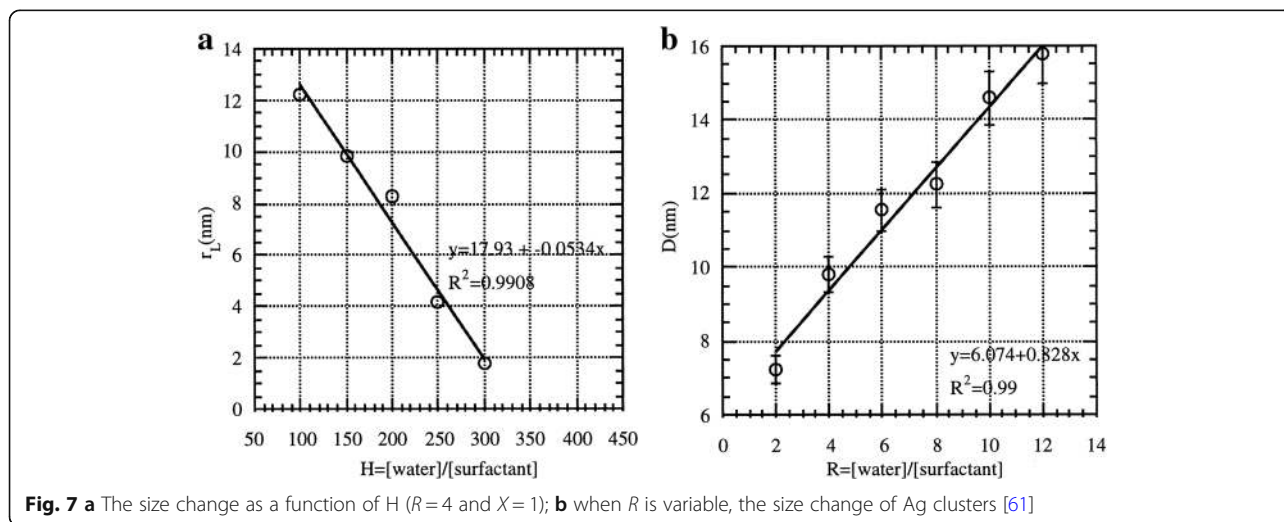 a
14
12
10
8
6
4
2
0
r_L(nm)
y=17.93 + -0.0534x
R²=0.9908
50 100 150 200 250 300 350 400 450
H=[water]/[surfactant]
b
16
14
12
10
8
6
D(nm)
y=6.074+0.828x
R²=0.99
0 2 4 6 8 10 12 14
R=[water]/[surfactant]
Fig. 7 a The size change as a function of H (R = 4 and X = 1); b when R is variable, the size change of Ag clusters [61]